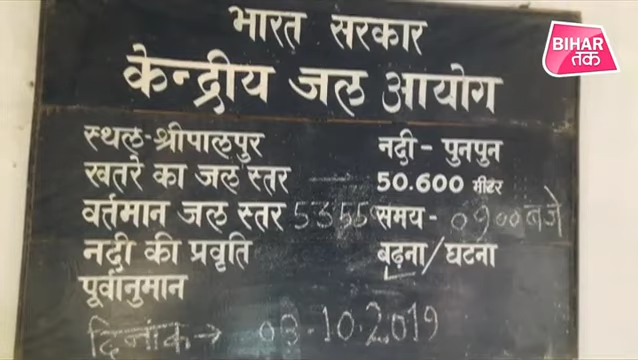 भारत सरकार
BIHAR
तक
केन्द्रीय जल आयोग
स्थल-श्रीपालपुर नदी - पुनपुन
खतरे का जल स्तर 50.600 मीटर
वर्तमान जल स्तर समय - 0900 बजे
नदी की प्रवृति बढ़ना/घटना
पूर्वानुमान
दिनांक → 03.10.2019